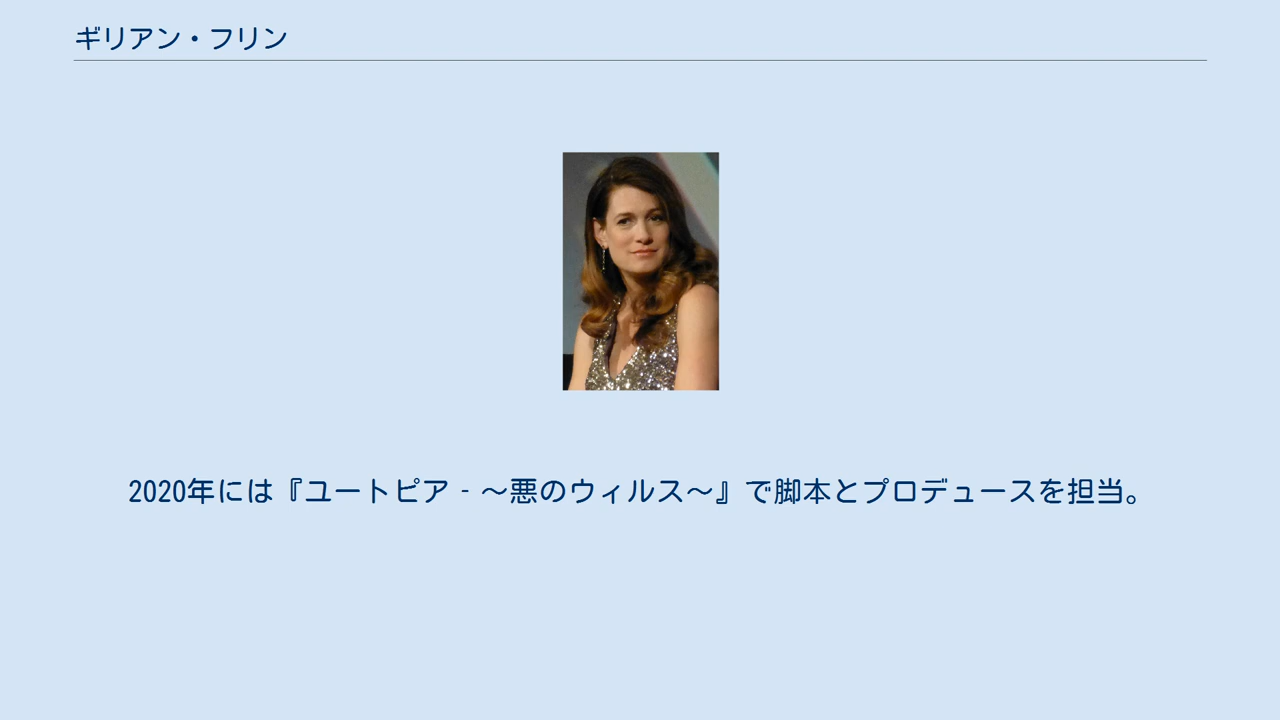 ギリアン・フリン
2020年には『ユートピア‐～悪のウィルス～』で脚本とプロデュースを担当。